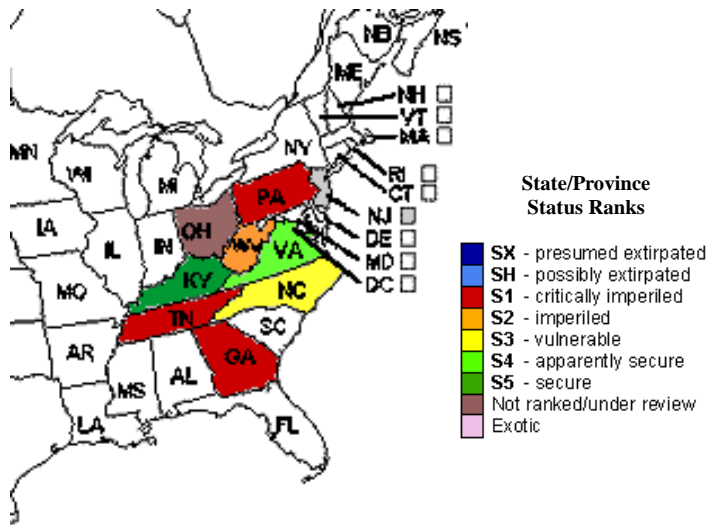 NB
NS
ME
NH
VT
MA
NY
MN
WI
MI
RI
CT
PA
IA
NJ
OH
IL
IN
DE
WV
VA
MD
KY
DC
MO
NC
TN
SC
AR
GA
MS
AL
LA
FL
State/Province
Status Ranks
SX - presumed extirpated
SH - possibly extirpated
S1 - critically imperiled
S2 - imperiled
S3 - vulnerable
S4 - apparently secure
S5 - secure
Not ranked/under review
Exotic